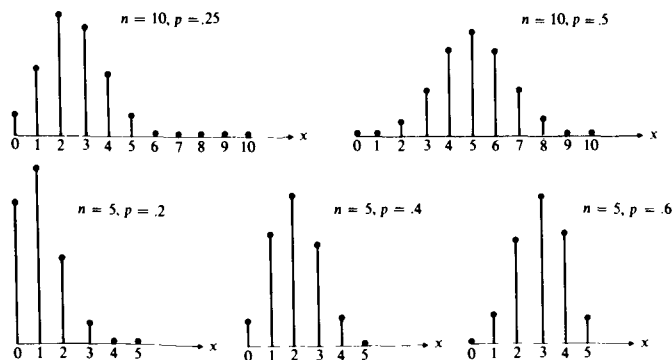 n = 10, p = .25
0 1 2 3 4 5 6 7 8 9 10 x
n = 10, p = .5
0 1 2 3 4 5 6 7 8 9 10 x
n = 5, p = .2
0 1 2 3 4 5 x
n = 5, p = .4
0 1 2 3 4 5 x
n = 5, p = .6
0 1 2 3 4 5 x